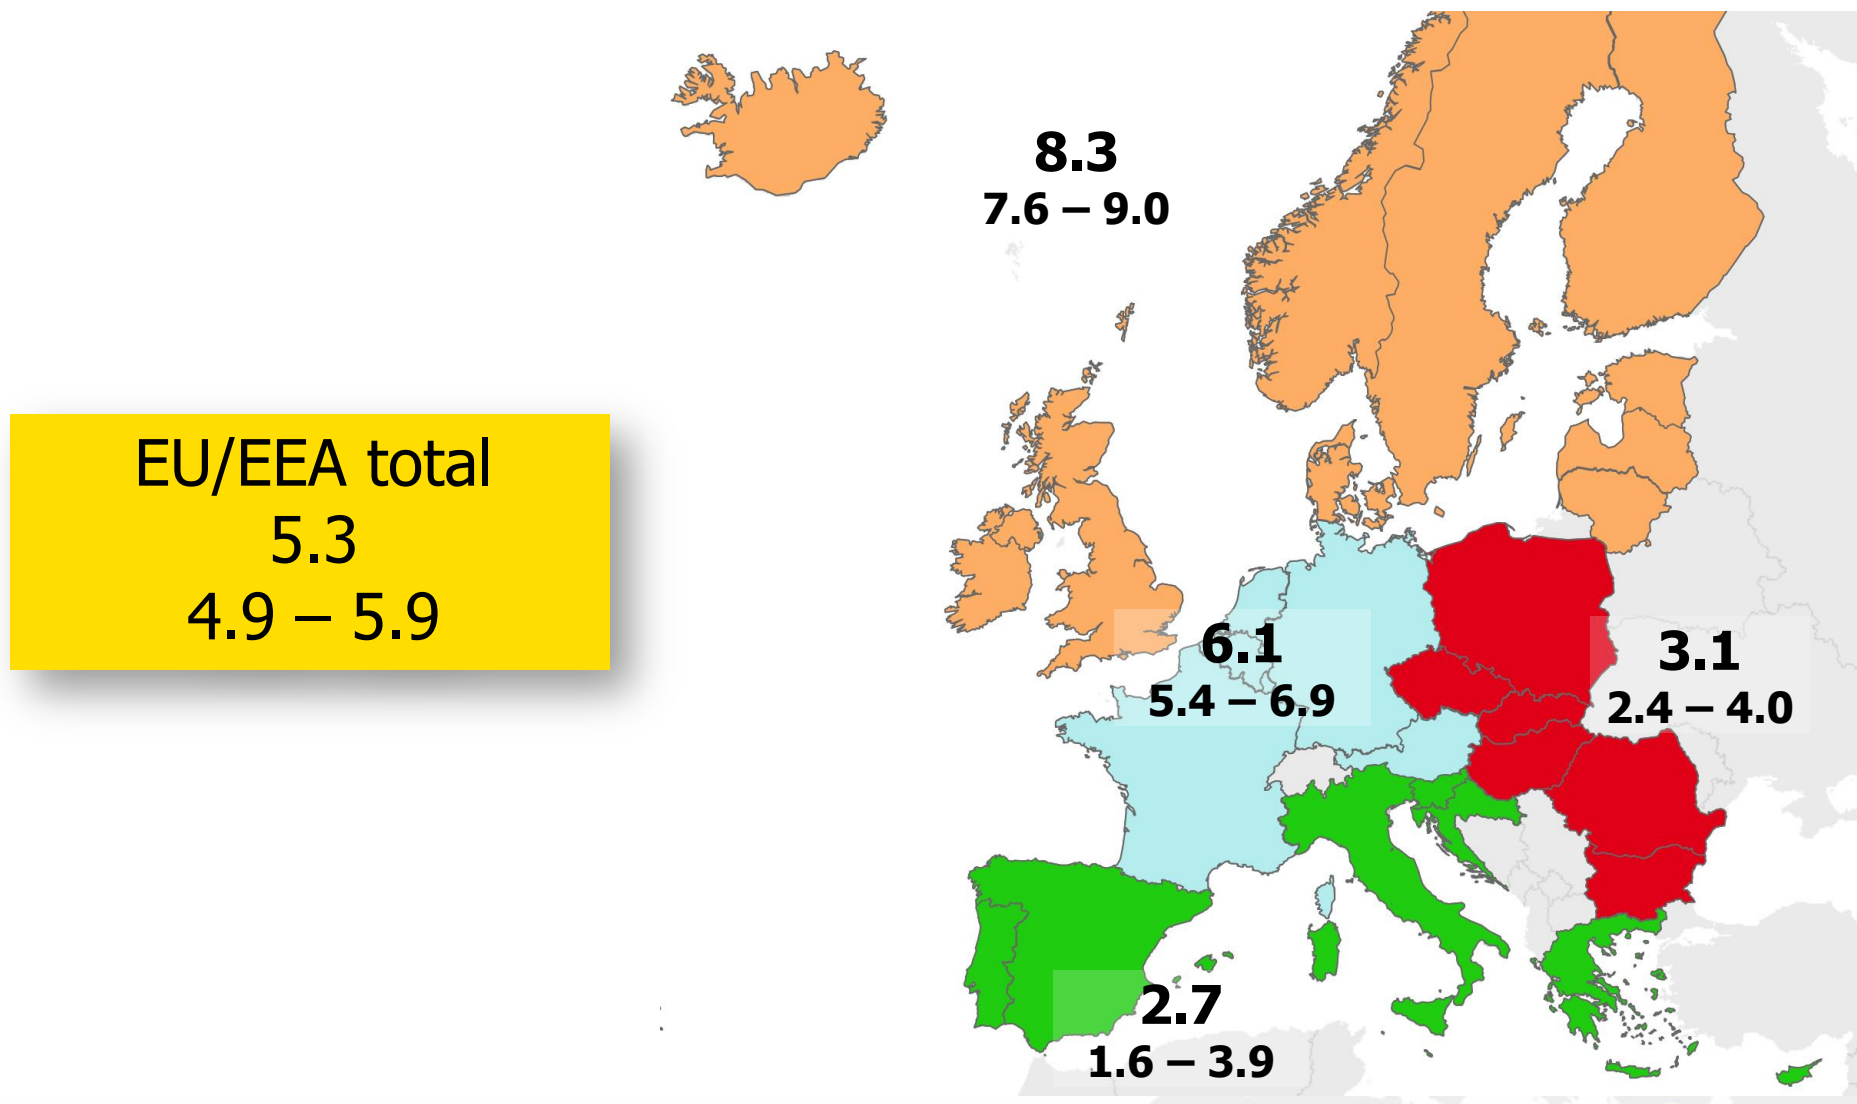 EU/EEA total
5.3
4.9 – 5.9
8.3
7.6 – 9.0
6.1
5.4 – 6.9
3.1
2.4 – 4.0
2.7
1.6 – 3.9